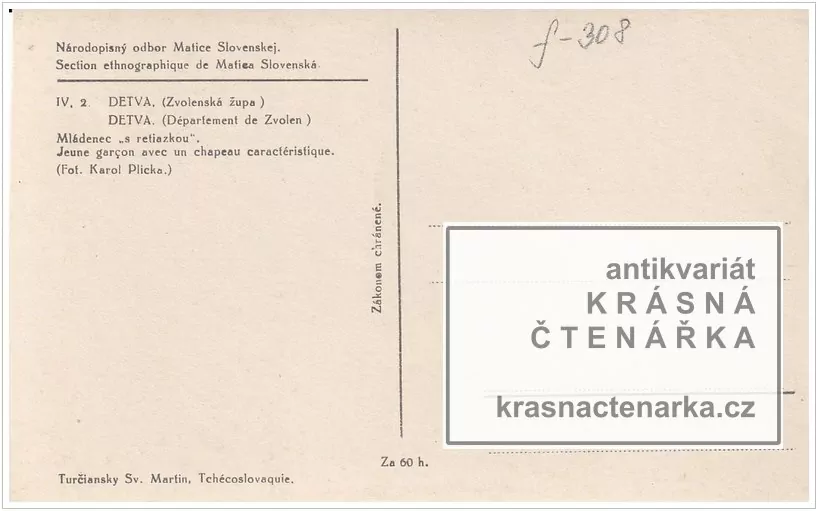 f-308
Národopisný odbor Matice Slovenskej.
Section ethnographique de Matica Slovenská.
IV, 2. DETVA. (Zvolenská župa)
DETVA. (Département de Zvolen)
Mládenec „s retiazkou“.
Jeune garçon avec un chapeau caractéristique.
(Fot. Karol Plicka.)
Zákonom chránené.
antikvariát
KRÁSNÁ
ČTENÁŘKA
krasnactenarka.cz
Za 60 h.
Turčiansky Sv. Martin, Tchécoslovaquie.